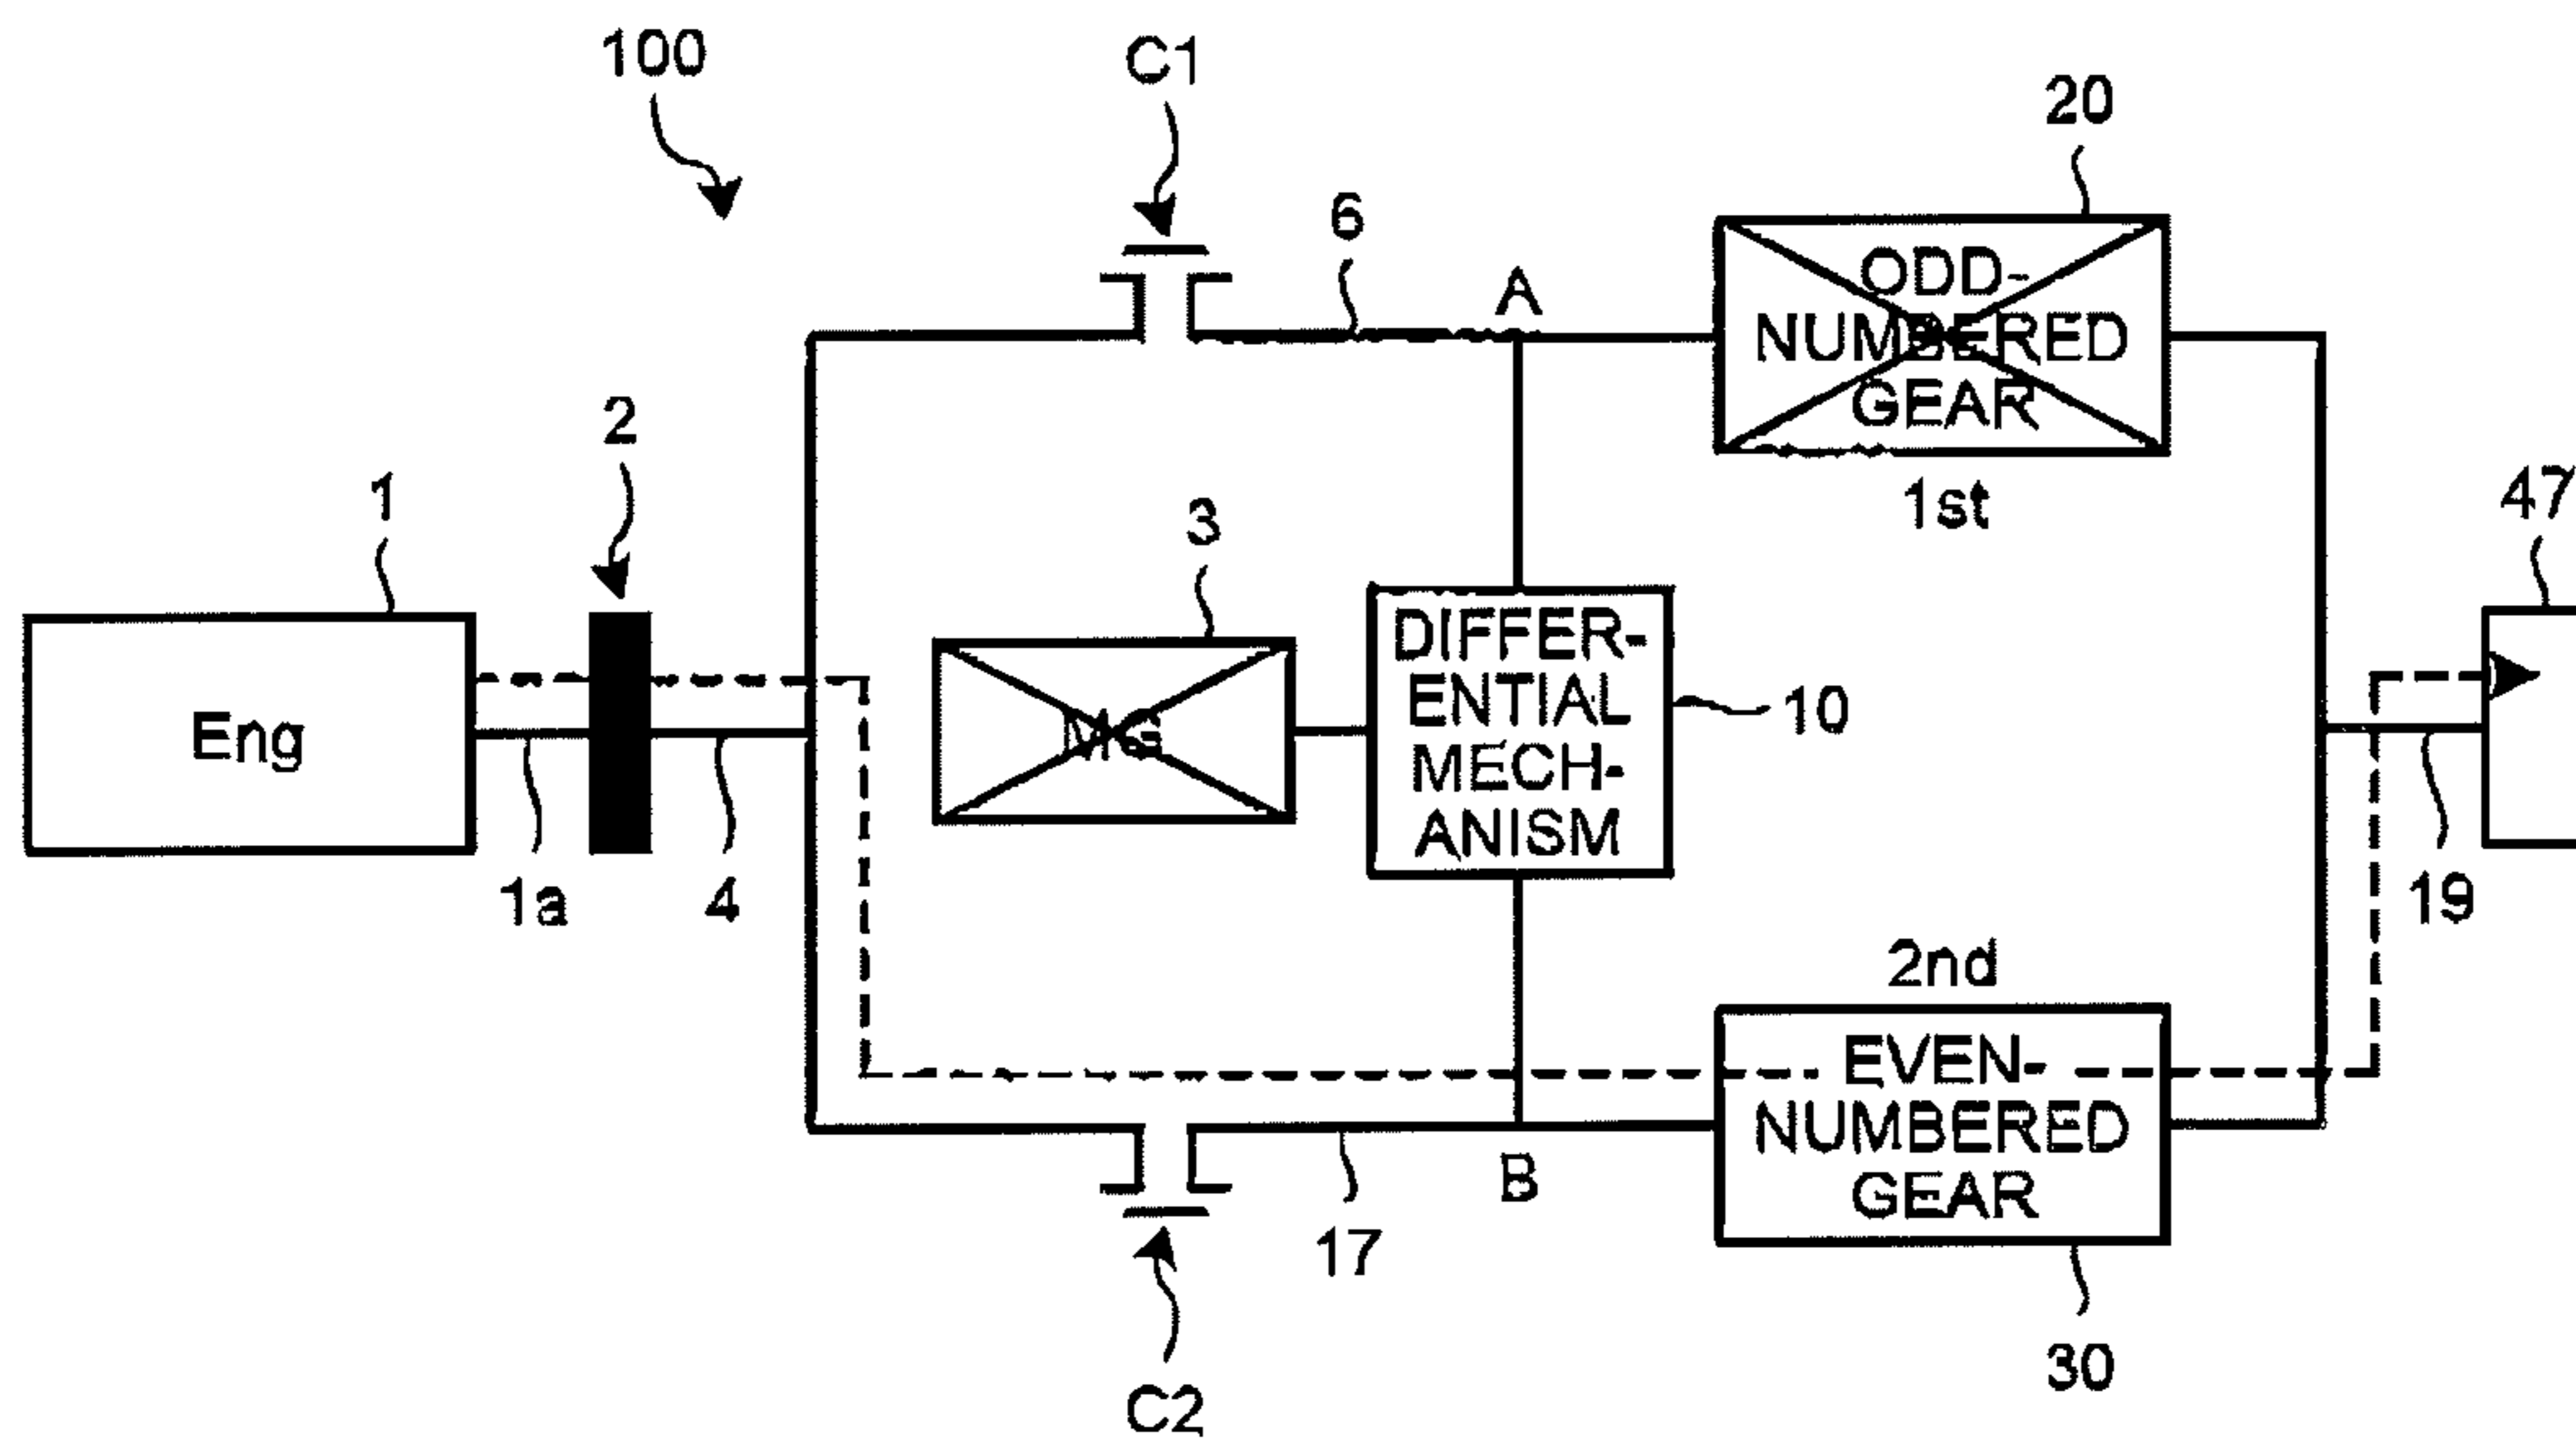 100
C1
20
6
A
ODD-
NUMBERED
GEAR
1st
2
1
3
47
Eng
MG
DIFFER-
ENTIAL
MECH-
ANISM
10
1a
4
19
2nd
EVEN-
NUMBERED
GEAR
B
17
30
C2